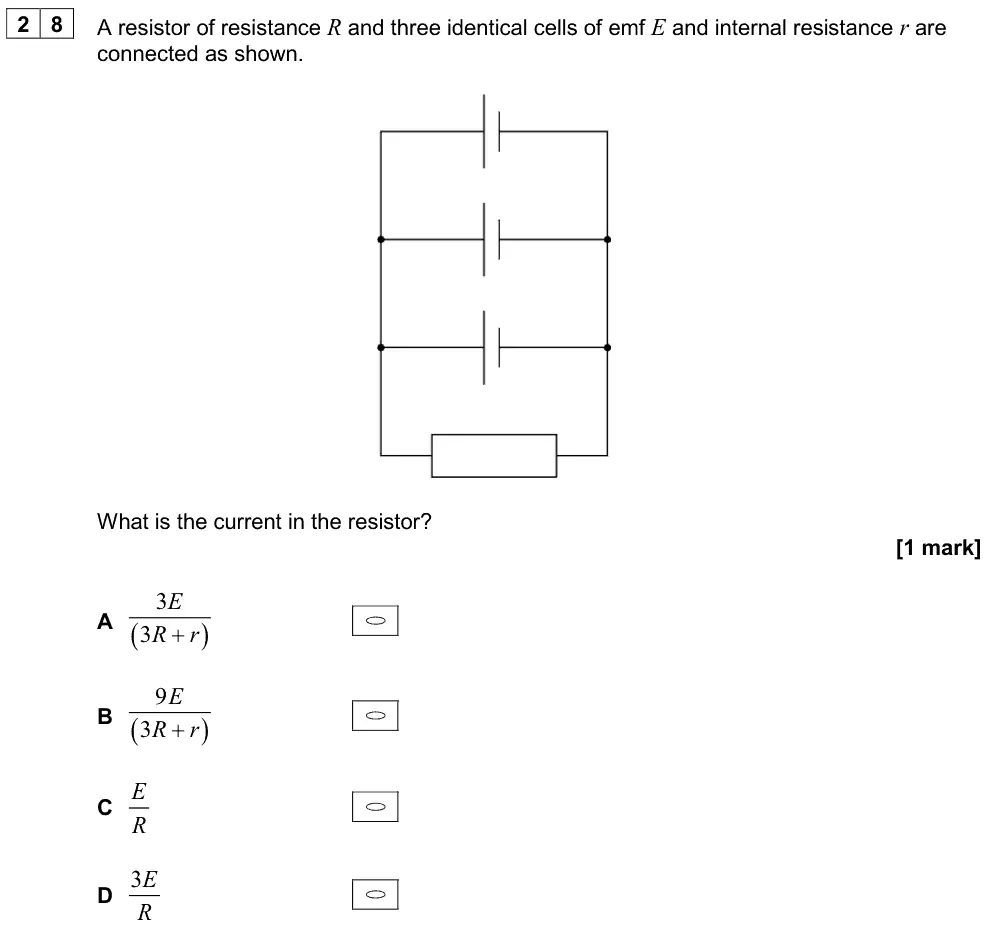 2 8 A resistor of resistance R and three identical cells of emf E and internal resistance r are
connected as shown.
What is the current in the resistor?
[1 mark]
A 3E/(3R + r)
B 9E/(3R + r)
C E/R
D 3E/R